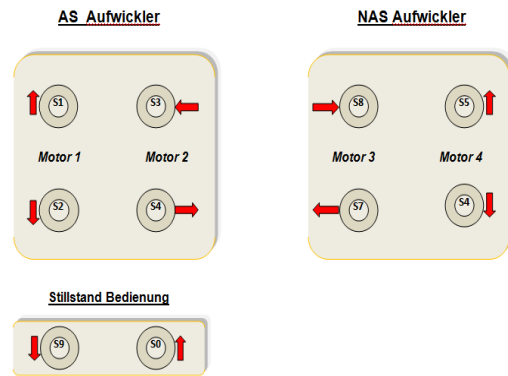 AS Aufwickler
NAS Aufwickler
S1
S3
S8
S5
Motor 1
Motor 2
Motor 3
Motor 4
S2
S4
S7
S4
Stillstand Bedienung
S9
S0